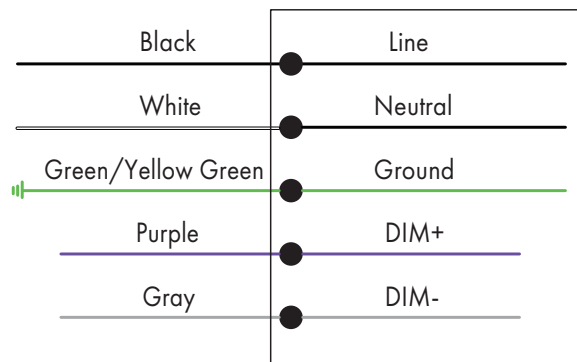 Black Line
White Neutral
Green/Yellow Green Ground
Purple DIM+
Gray DIM-